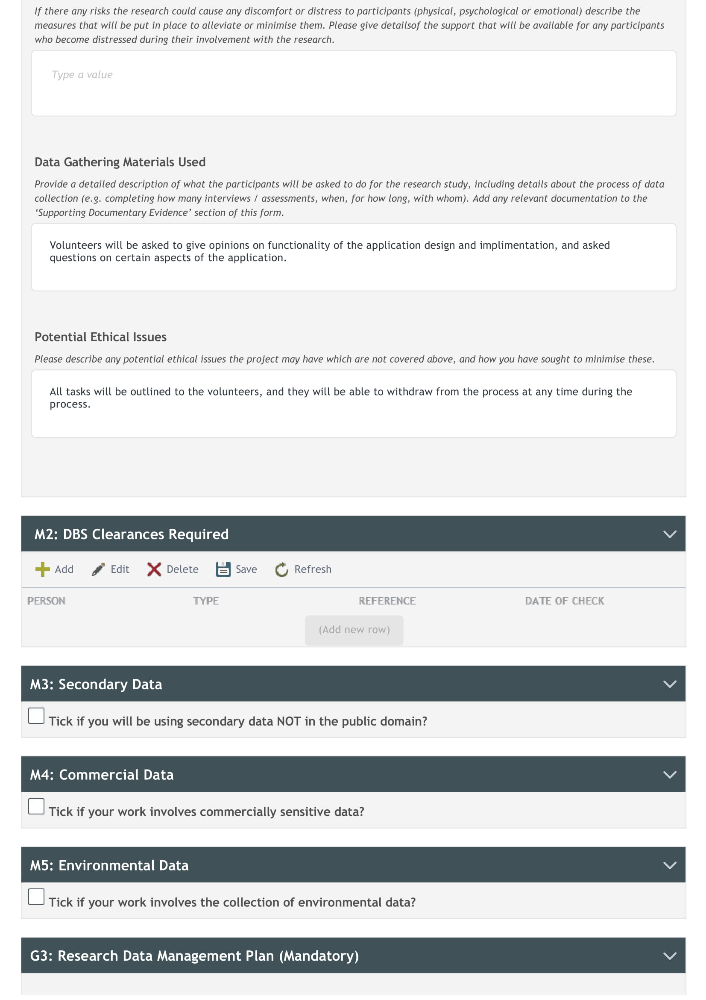 If there any risks the research could cause any discomfort or distress to participants (physical, psychological or emotional) describe the
measures that will be put in place to alleviate or minimise them. Please give detailsof the support that will be available for any participants
who become distressed during their involvement with the research.
Type a value
Data Gathering Materials Used
Provide a detailed description of what the participants will be asked to do for the research study, including details about the process of data
collection (e.g. completing how many interviews / assessments, when, for how long, with whom). Add any relevant documentation to the
‘Supporting Documentary Evidence’ section of this form.
Volunteers will be asked to give opinions on functionality of the application design and implimentation, and asked
questions on certain aspects of the application.
Potential Ethical Issues
Please describe any potential ethical issues the project may have which are not covered above, and how you have sought to minimise these.
All tasks will be outlined to the volunteers, and they will be able to withdraw from the process at any time during the
process.
M2: DBS Clearances Required
Add Edit Delete Save Refresh
PERSON TYPE REFERENCE DATE OF CHECK
(Add new row)
M3: Secondary Data
Tick if you will be using secondary data NOT in the public domain?
M4: Commercial Data
Tick if your work involves commercially sensitive data?
M5: Environmental Data
Tick if your work involves the collection of environmental data?
G3: Research Data Management Plan (Mandatory)